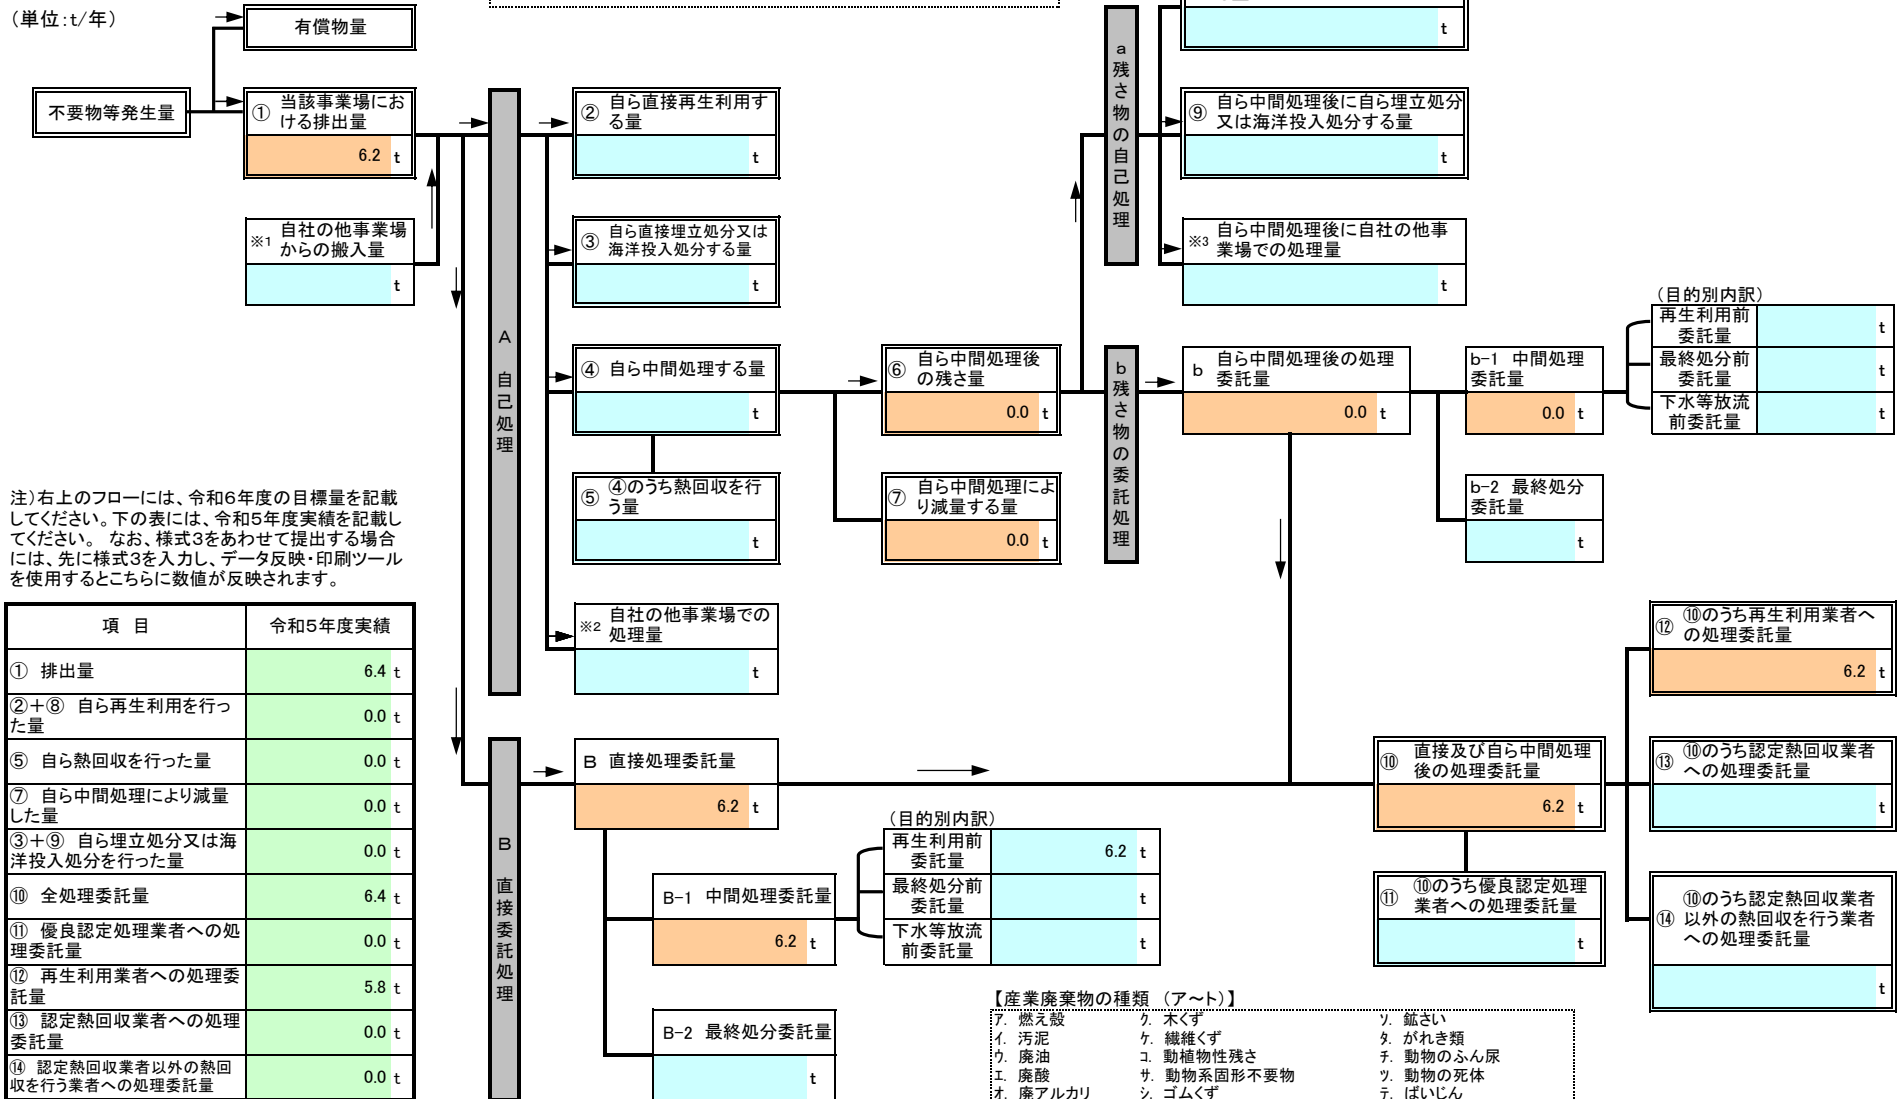 (単位:t/年)
有償物量
不要物等発生量
① 当該事業場にお
ける排出量
6.2 t
※1 自社の他事業場
からの搬入量
t
A 自己処理
② 自ら直接再生利用す
る量
t
③ 自ら直接埋立処分又は
海洋投入処分する量
t
④ 自ら中間処理する量
t
⑤ ④のうち熱回収を行
う量
t
※2 自社の他事業場での
処理量
t
⑥ 自ら中間処理後
の残さ量
0.0 t
⑦ 自ら中間処理によ
り減量する量
0.0 t
a 残さ物の自己処理
t
⑨ 自ら中間処理後に自ら埋立処分
又は海洋投入処分する量
t
※3 自ら中間処理後に自社の他事
業場での処理量
t
b 残さ物の委託処理
b 自ら中間処理後の処理
委託量
0.0 t
b-1 中間処理
委託量
0.0 t
(目的別内訳)
再生利用前
委託量
t
最終処分前
委託量
t
下水等放流
前委託量
t
b-2 最終処分
委託量
t
注)右上のフローには、令和6年度の目標量を記載
してください。下の表には、令和5年度実績を記載し
てください。 なお、様式3をあわせて提出する場合
には、先に様式3を入力し、データ反映・印刷ツール
を使用するとこちらに数値が反映されます。
項 目 令和5年度実績
① 排出量 6.4 t
②+⑧ 自ら再生利用を行っ
た量 0.0 t
⑤ 自ら熱回収を行った量 0.0 t
⑦ 自ら中間処理により減量
した量 0.0 t
③+⑨ 自ら埋立処分又は海
洋投入処分を行った量 0.0 t
⑩ 全処理委託量 6.4 t
⑪ 優良認定処理業者への処
理委託量 0.0 t
⑫ 再生利用業者への処理委
託量 5.8 t
⑬ 認定熱回収業者への処理
委託量 0.0 t
⑭ 認定熱回収業者以外の熱回
収を行う業者への処理委託量 0.0 t
B 直接委託処理
B 直接処理委託量
6.2 t
B-1 中間処理委託量
6.2 t
(目的別内訳)
再生利用前
委託量
6.2 t
最終処分前
委託量
t
下水等放流
前委託量
t
B-2 最終処分委託量
t
⑩ 直接及び自ら中間処理
後の処理委託量
6.2 t
⑪ ⑩のうち優良認定処理
業者への処理委託量
t
⑫ ⑩のうち再生利用業者へ
の処理委託量
6.2 t
⑬ ⑩のうち認定熱回収業者
への処理委託量
t
⑭ ⑩のうち認定熱回収業者
以外の熱回収を行う業者
への処理委託量
t
【産業廃棄物の種類 (ア~ト)】
ア. 燃え殻 ク. 木くず ソ. 鉱さい
イ. 汚泥 ケ. 繊維くず タ. がれき類
ウ. 廃油 コ. 動植物性残さ チ. 動物のふん尿
エ. 廃酸 サ. 動物系固形不要物 ツ. 動物の死体
オ. 廃アルカリ シ. ゴムくず テ. ばいじん